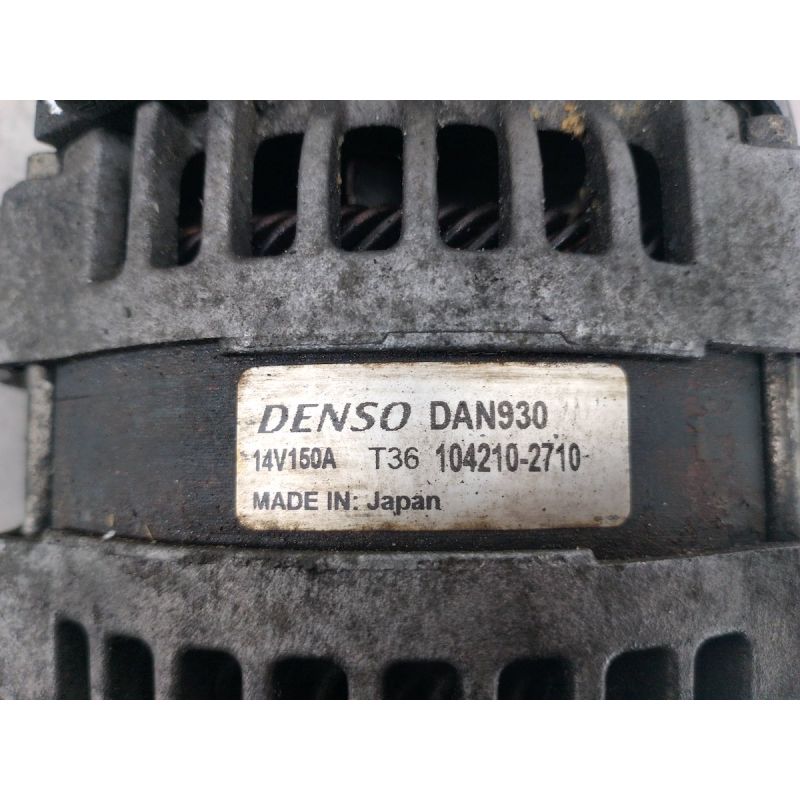 DENSO DAN930
14V150A T36 104210-2710
MADE IN: Japan